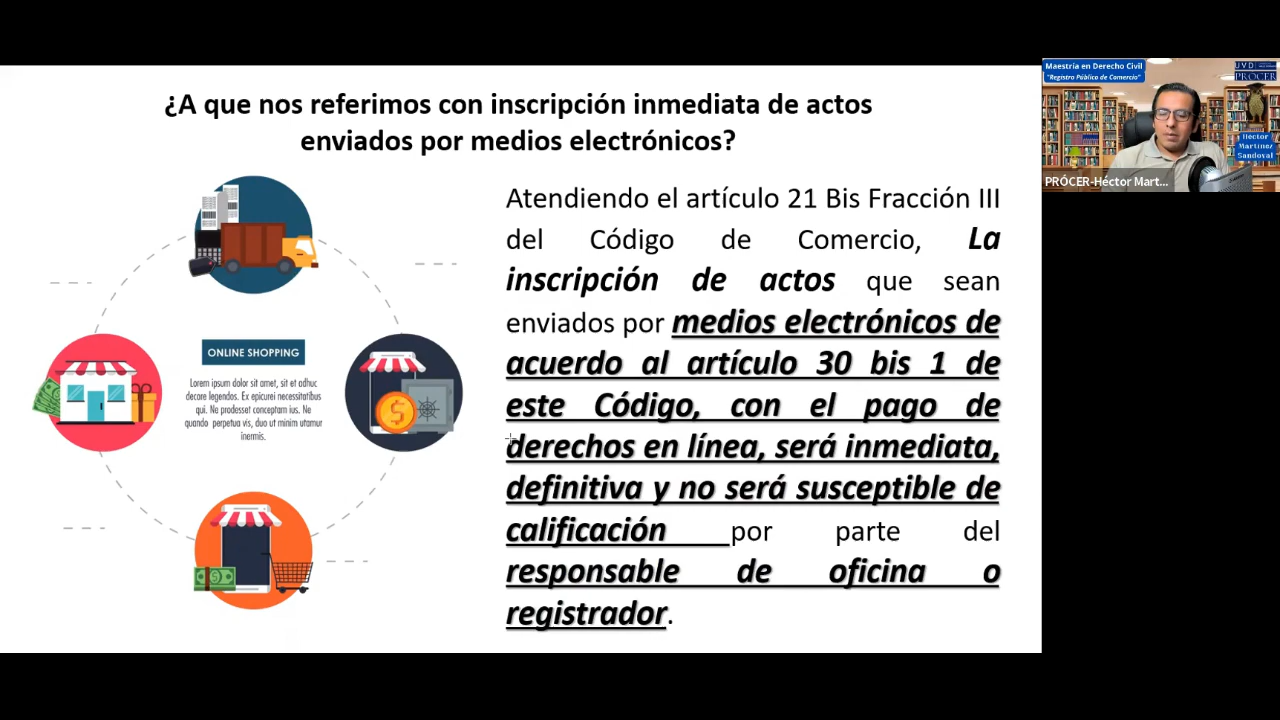 ¿A que nos referimos con inscripción inmediata de actos
enviados por medios electrónicos?
Atendiendo el artículo 21 Bis Fracción III
del Código de Comercio, La
inscripción de actos que sean
enviados por medios electrónicos de
acuerdo al artículo 30 bis 1 de
este Código, con el pago de
derechos en línea, será inmediata,
definitiva y no será susceptible de
calificación por parte del
responsable de oficina o
registrador.
ONLINE SHOPPING
Lorem ipsum dolor sit amet, sit et adhuc
decore legendos. Ex epicurei necessitatibus
qui. Ne prodesset conceptam ius. Ne
quando perpetua vis, duo ut minim utamur
inermis.
Maestría en Derecho Civil
"Registro Público de Comercio"
UVD
PRÓCER
Héctor
Martínez
Sandoval
PRÓCER-Héctor Mart...